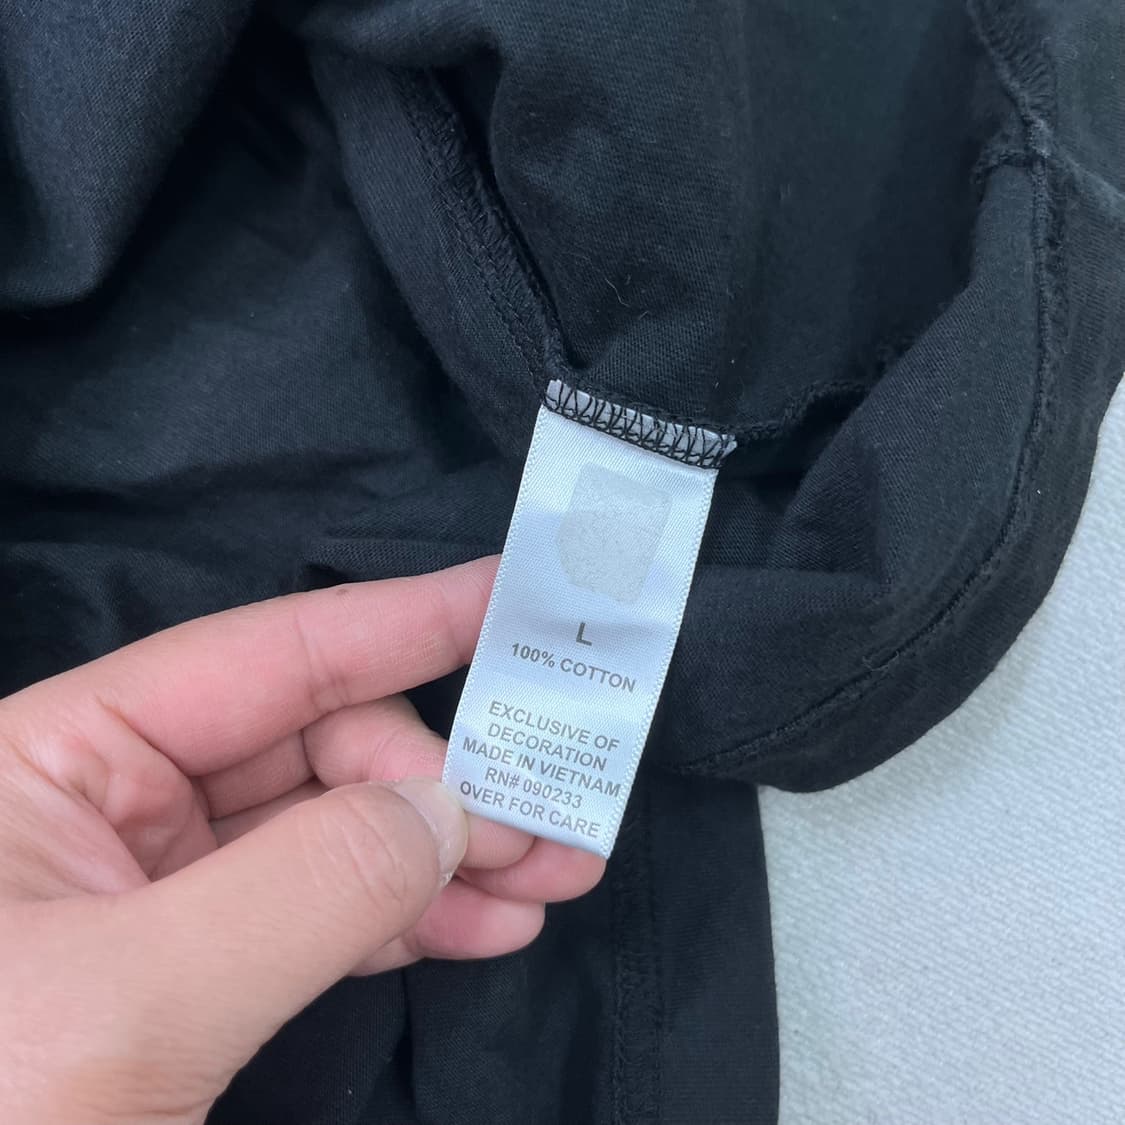 L
100% COTTON
EXCLUSIVE OF
DECORATION
MADE IN VIETNAM
RN# 090233
OVER FOR CARE